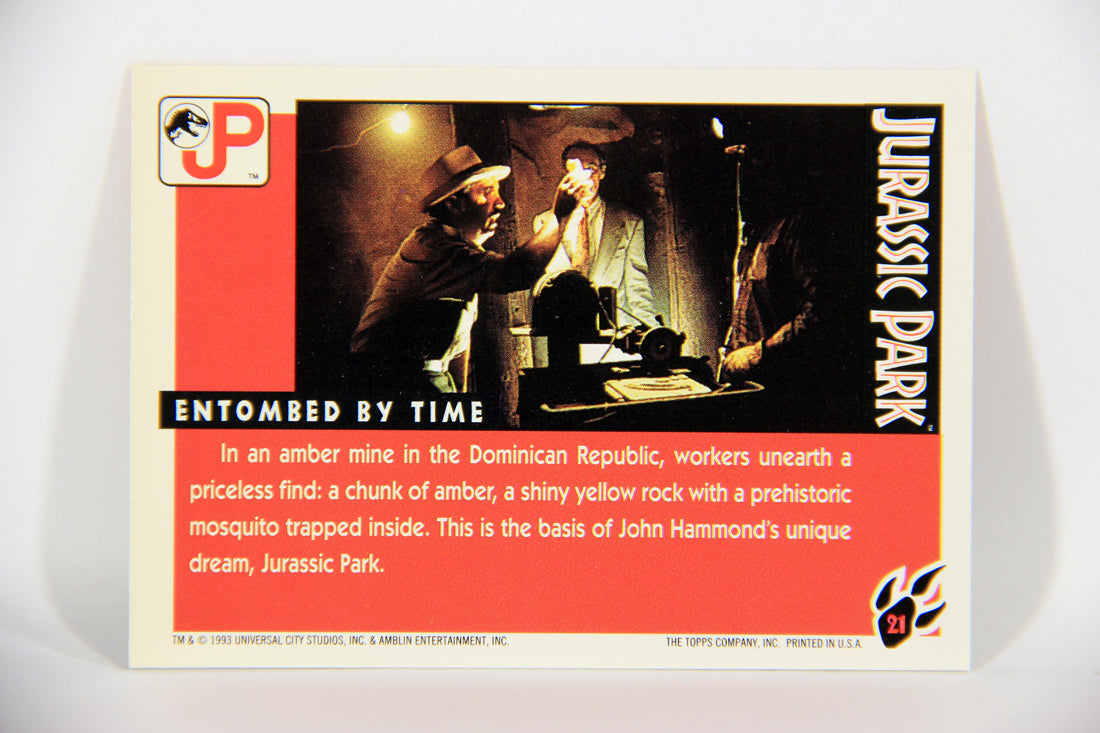 JP
TM
JURASSIC PARK
TM
ENTOMBED BY TIME
In an amber mine in the Dominican Republic, workers unearth a
priceless find: a chunk of amber, a shiny yellow rock with a prehistoric
mosquito trapped inside. This is the basis of John Hammond's unique
dream, Jurassic Park.
21
TM & © 1993 UNIVERSAL CITY STUDIOS, INC. & AMBLIN ENTERTAINMENT, INC.
THE TOPPS COMPANY, INC. PRINTED IN U.S.A.